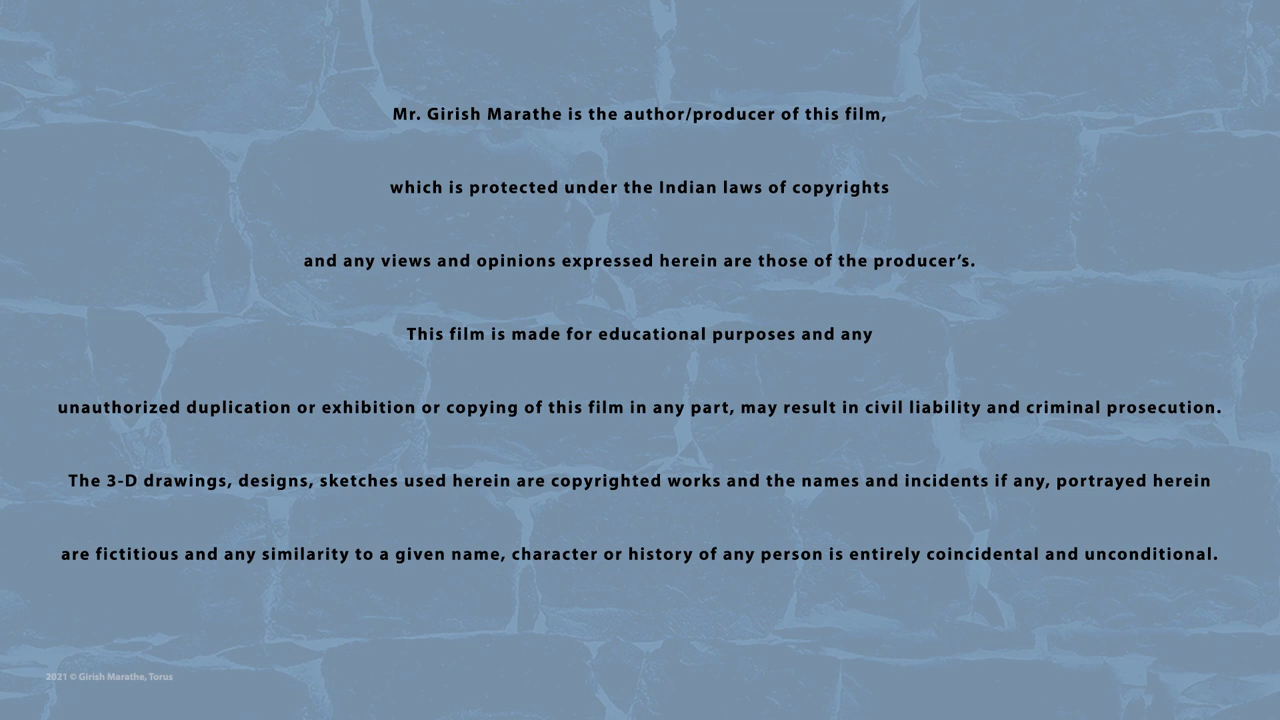 Mr. Girish Marathe is the author/producer of this film,
which is protected under the Indian laws of copyrights
and any views and opinions expressed herein are those of the producer’s.
This film is made for educational purposes and any
unauthorized duplication or exhibition or copying of this film in any part, may result in civil liability and criminal prosecution.
The 3-D drawings, designs, sketches used herein are copyrighted works and the names and incidents if any, portrayed herein
are fictitious and any similarity to a given name, character or history of any person is entirely coincidental and unconditional.
2021 © Girish Marathe, Torus